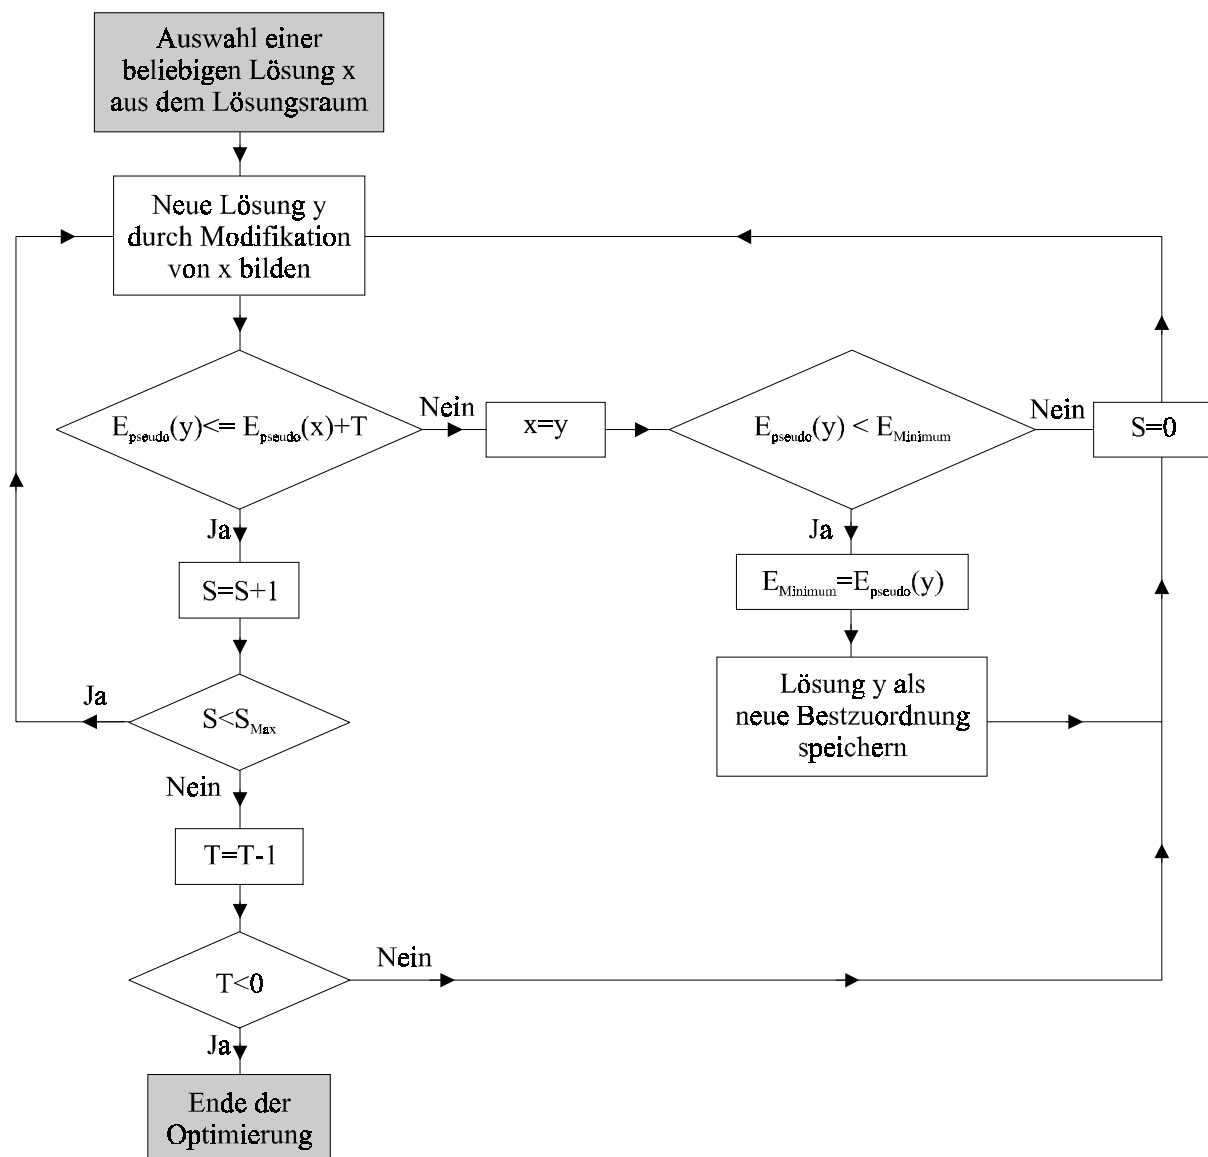 Auswahl einer
beliebigen Lösung x
aus dem Lösungsraum
Neue Lösung y
durch Modifikation
von x bilden
E_pseudo(y)<= E_pseudo(x)+T
Nein
x=y
E_pseudo(y) < E_Minimum
Nein
S=0
Ja
S=S+1
Ja
E_Minimum=E_pseudo(y)
Lösung y als
neue Bestzuordnung
speichern
Ja
S<S_Max
Nein
T=T-1
T<0
Nein
Ja
Ende der
Optimierung